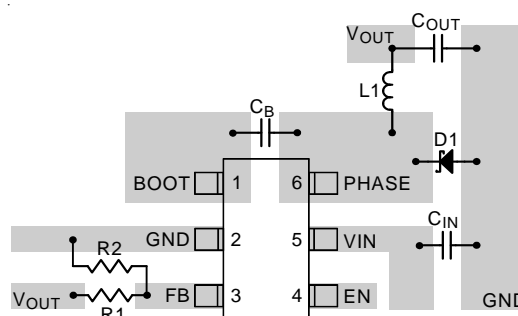 COUT
VOUT
L1
CB
D1
BOOT 1 6 PHASE
CIN
GND 2 5 VIN
R2
VOUT FB 3 4 EN
GND
R1